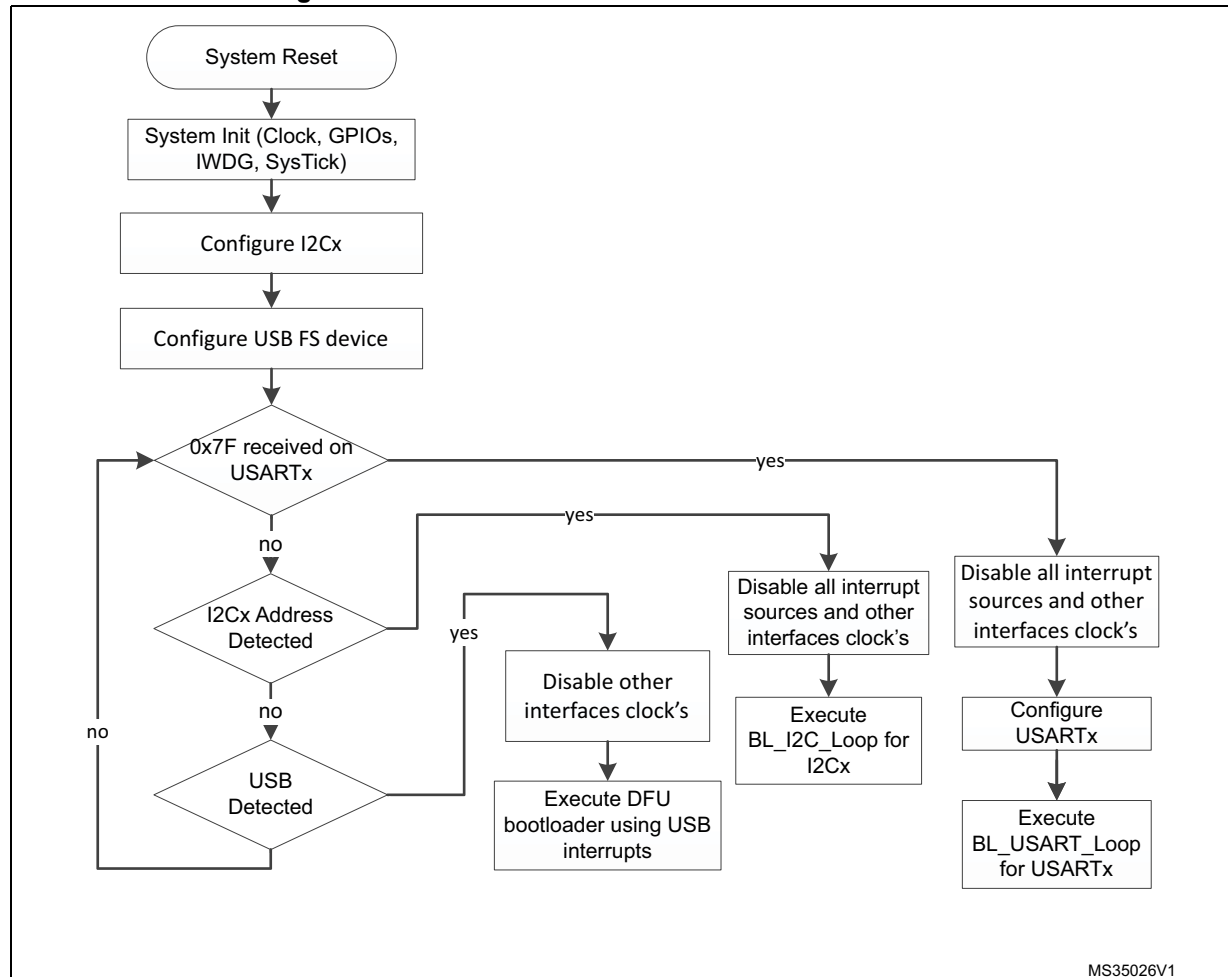 System Reset
System Init (Clock, GPIOs,
IWDG, SysTick)
Configure I2Cx
Configure USB FS device
0x7F received on
USARTx
yes
no
yes
I2Cx Address
Detected
yes
Disable all interrupt
sources and other
interfaces clock's
Disable all interrupt
sources and other
interfaces clock's
no
no
Disable other
interfaces clock's
Execute
BL_I2C_Loop for
I2Cx
Configure
USARTx
USB
Detected
Execute DFU
bootloader using USB
interrupts
Execute
BL_USART_Loop
for USARTx
MS35026V1